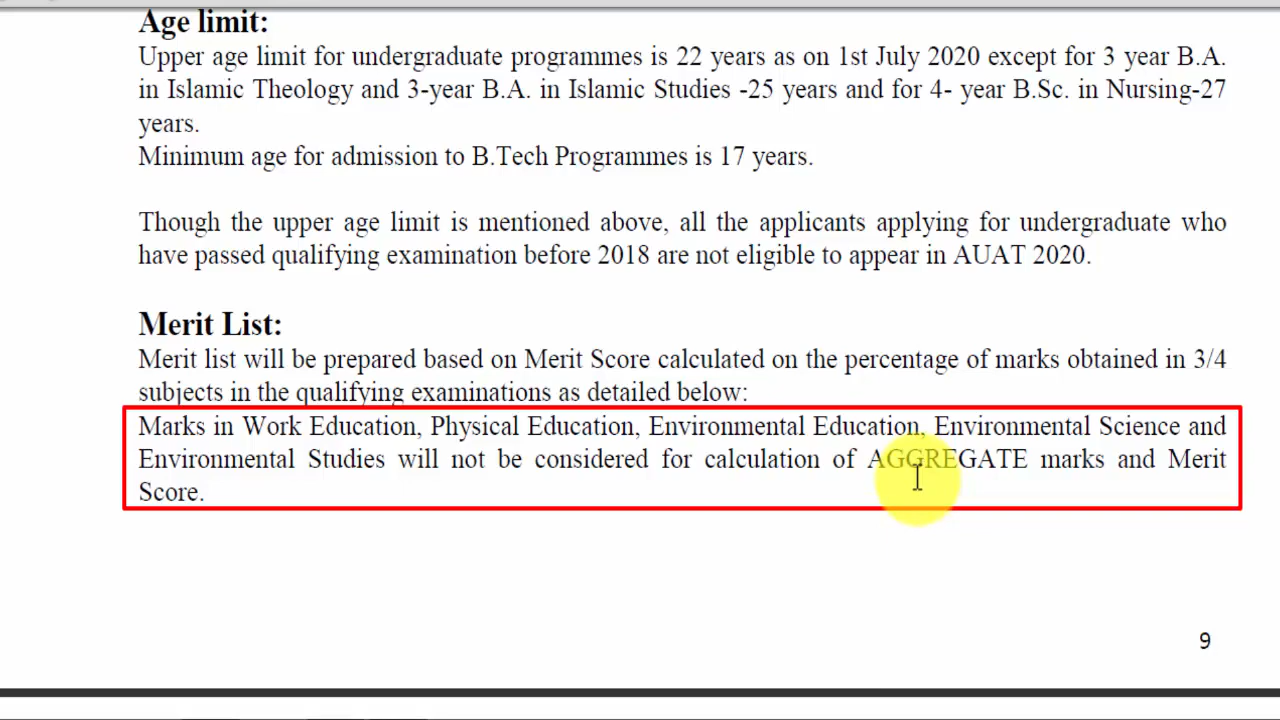 Age limit:
Upper age limit for undergraduate programmes is 22 years as on 1st July 2020 except for 3 year B.A.
in Islamic Theology and 3-year B.A. in Islamic Studies -25 years and for 4- year B.Sc. in Nursing-27
years.
Minimum age for admission to B.Tech Programmes is 17 years.
Though the upper age limit is mentioned above, all the applicants applying for undergraduate who
have passed qualifying examination before 2018 are not eligible to appear in AUAT 2020.
Merit List:
Merit list will be prepared based on Merit Score calculated on the percentage of marks obtained in 3/4
subjects in the qualifying examinations as detailed below:
Marks in Work Education, Physical Education, Environmental Education, Environmental Science and
Environmental Studies will not be considered for calculation of AGGREGATE marks and Merit
Score.
9